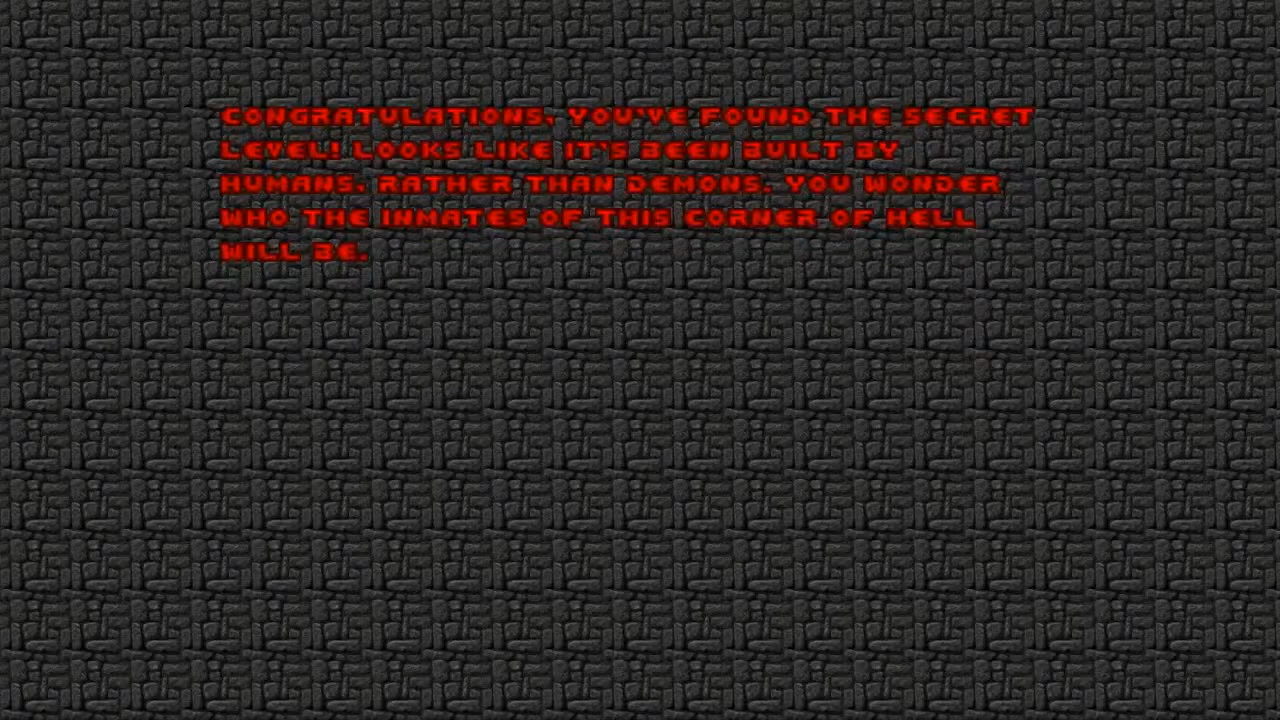 CONGRATULATIONS, YOU'VE FOUND THE SECRET
LEVEL! LOOKS LIKE IT'S BEEN BUILT BY
HUMANS, RATHER THAN DEMONS. YOU WONDER
WHO THE INMATES OF THIS CORNER OF HELL
WILL BE.